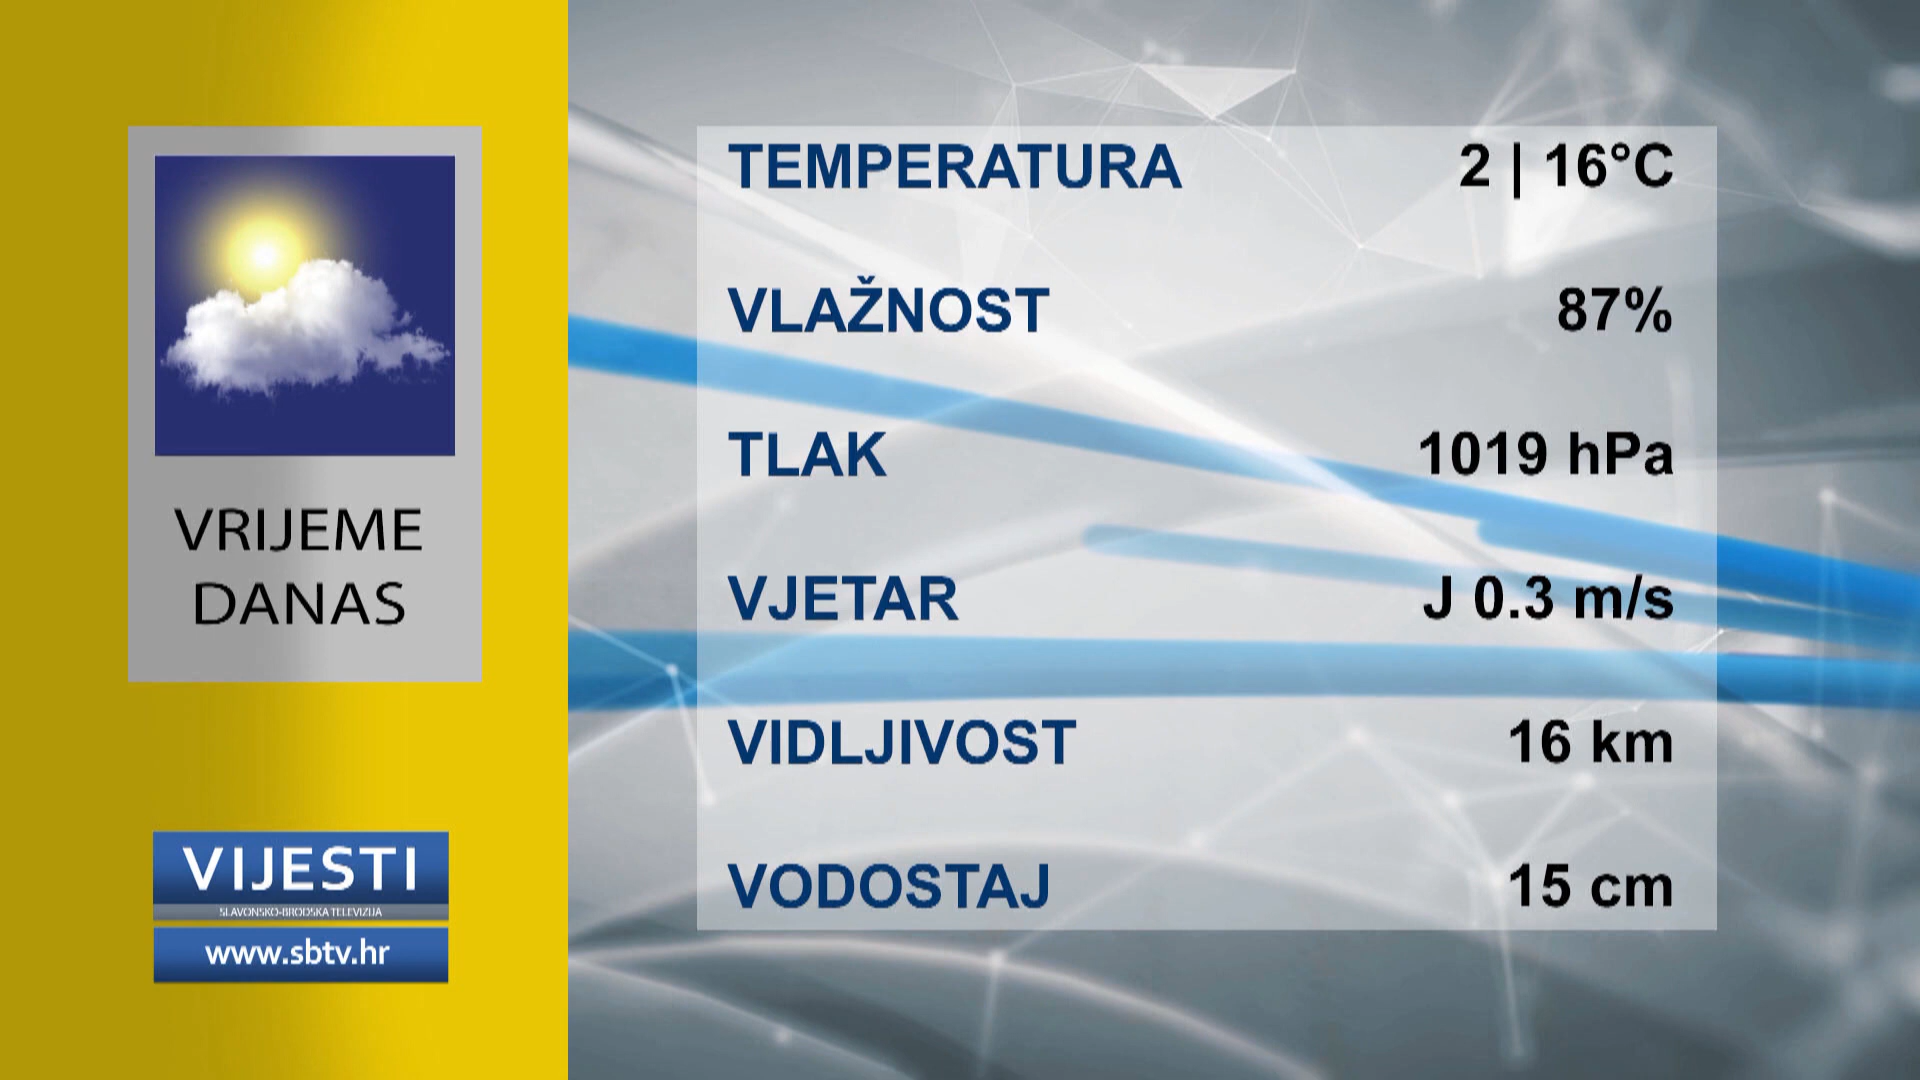 VRIJEME
DANAS
VIJESTI
SLAVONSKO-BRODSKA TELEVIZIJA
www.sbtv.hr
TEMPERATURA 2 | 16°C
VLAŽNOST 87%
TLAK 1019 hPa
VJETAR J 0.3 m/s
VIDLJIVOST 16 km
VODOSTAJ 15 cm